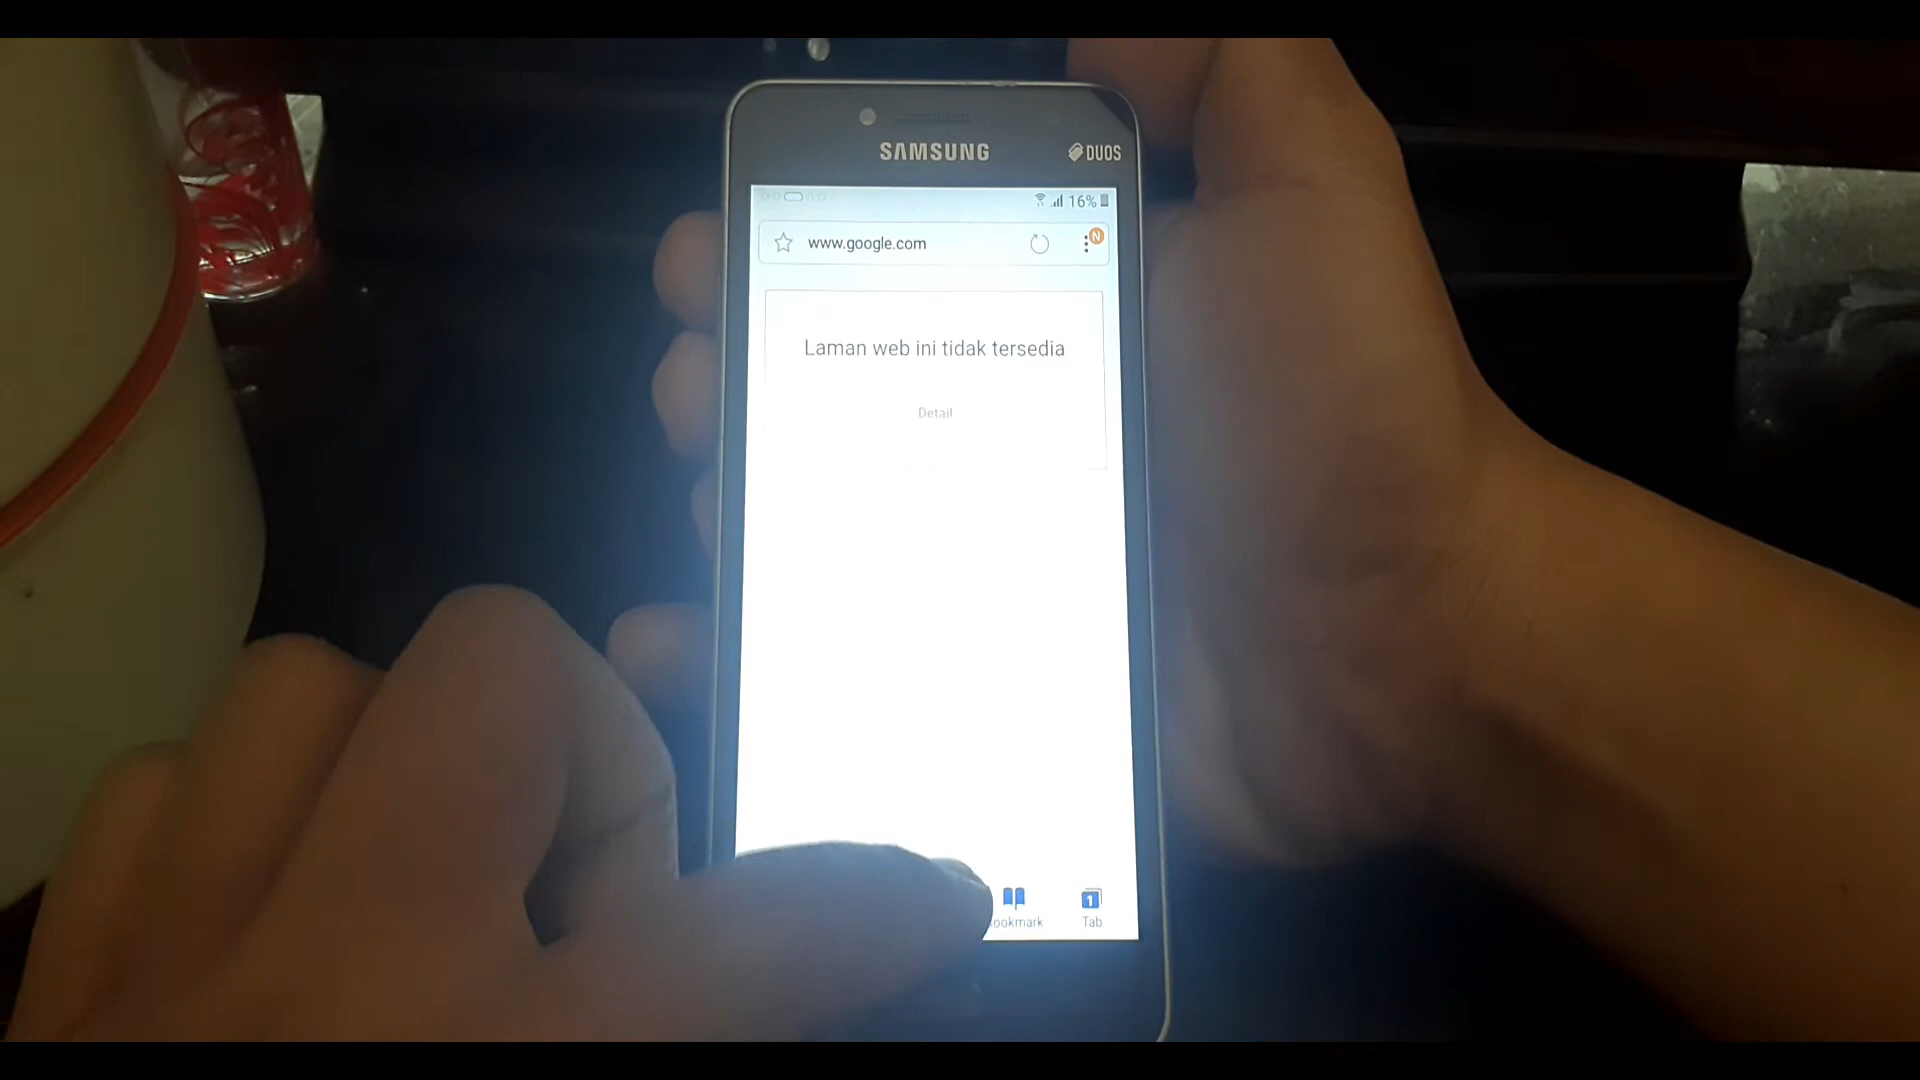 SAMSUNG
DUOS
16%
www.google.com
N
Laman web ini tidak tersedia
Detail
ookmark
1
Tab